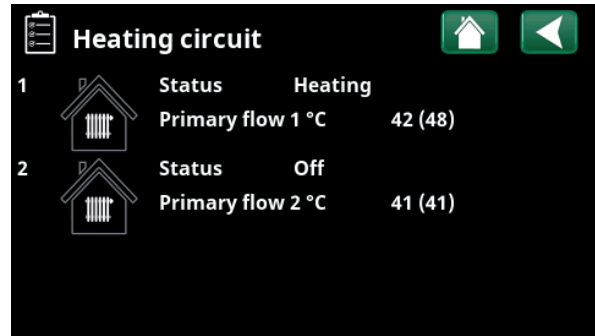 Heating circuit
1 Status Heating
Primary flow 1 °C 42 (48)
2 Status Off
Primary flow 2 °C 41 (41)